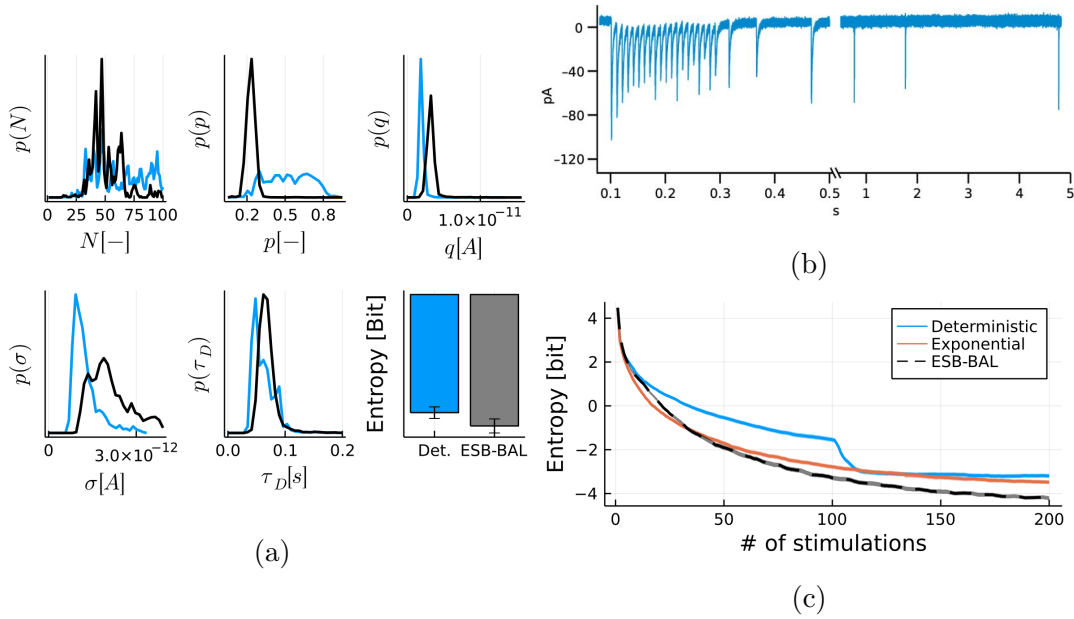 p(N)
0 25 50 75 100
N[−]
p(p)
0.2 0.5 0.8
p[−]
p(q)
0 1.0×10⁻¹¹
q[A]
p(σ)
0 3.0×10⁻¹²
σ[A]
p(τ_D)
0.0 0.1 0.2
τ_D[s]
Entropy [Bit]
Det. ESB-BAL
(a)
pA
0
−40
−80
−120
0.1 0.2 0.3 0.4 0.5 1 2 3 4 5
s
(b)
Entropy [bit]
4
2
0
−2
−4
Deterministic
Exponential
ESB-BAL
0 50 100 150 200
# of stimulations
(c)